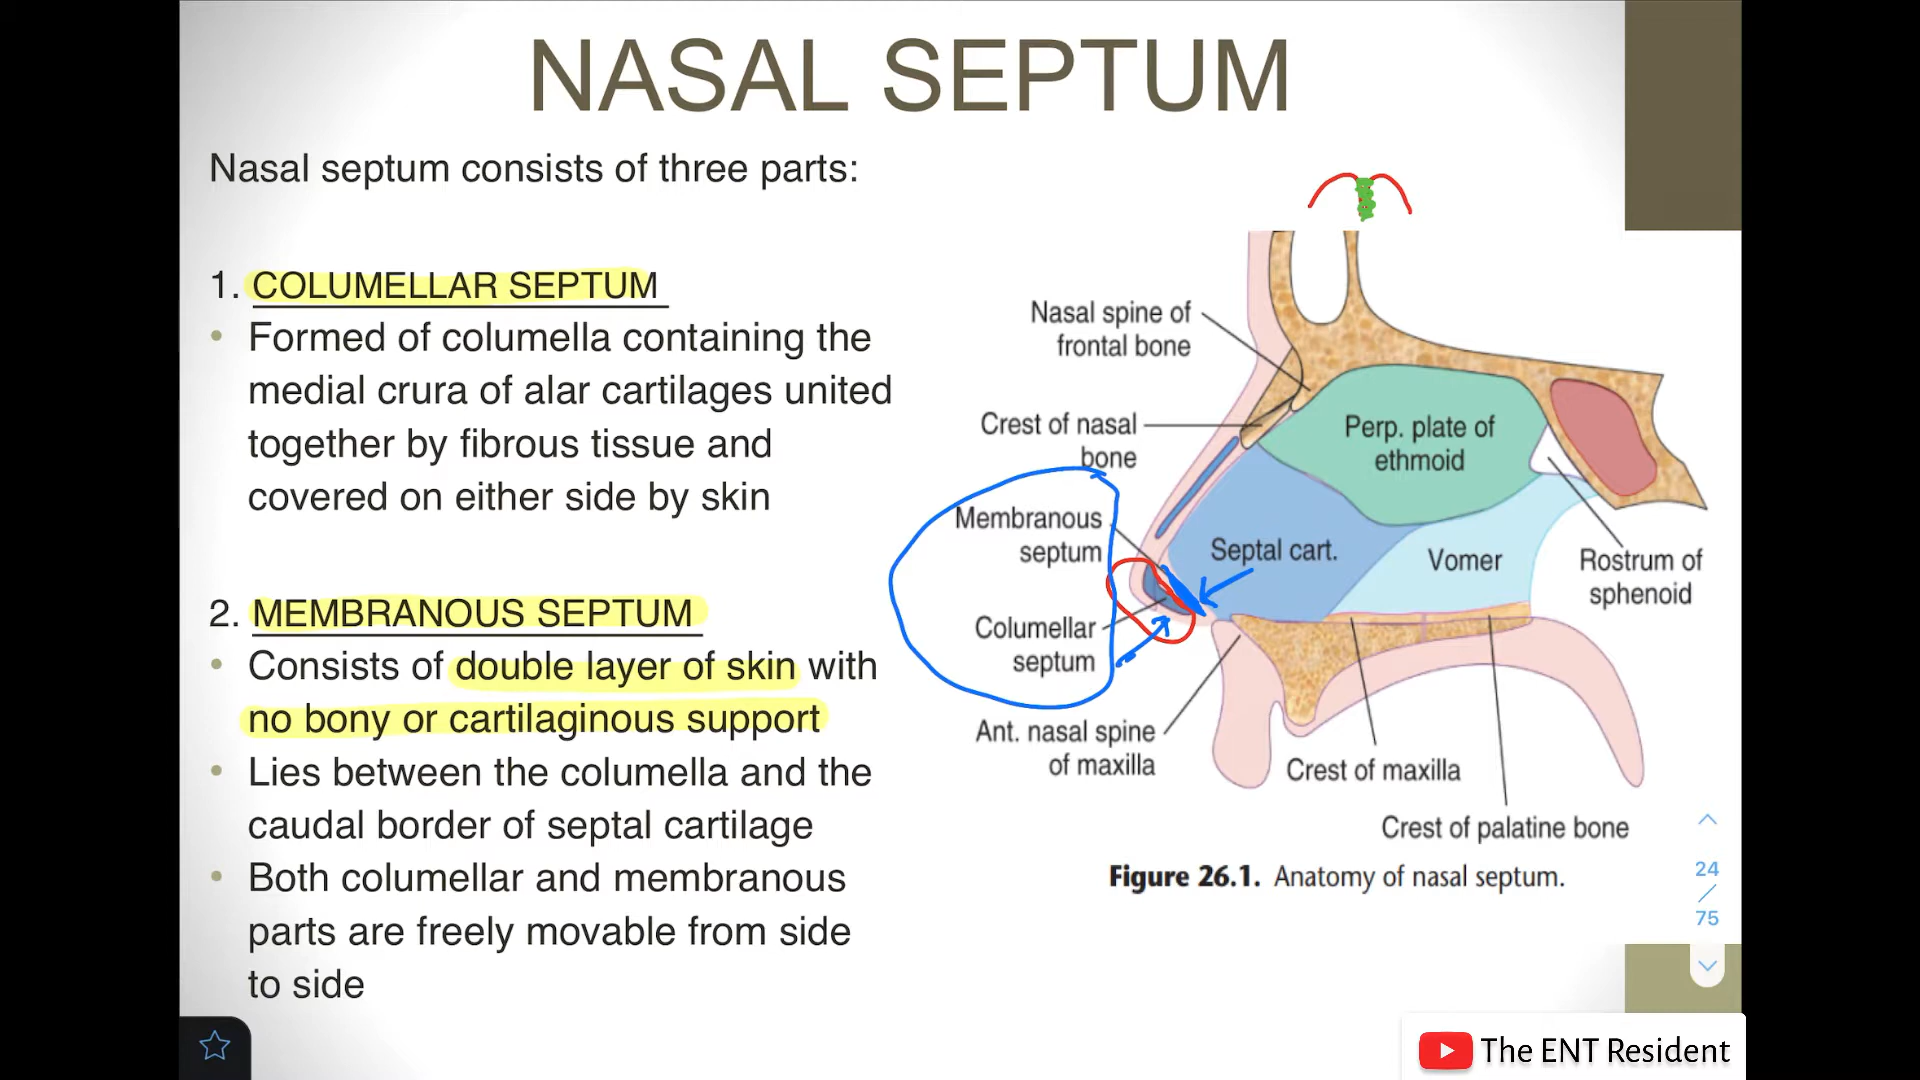 NASAL SEPTUM
Nasal septum consists of three parts:
1. COLUMELLAR SEPTUM
• Formed of columella containing the
medial crura of alar cartilages united
together by fibrous tissue and
covered on either side by skin
2. MEMBRANOUS SEPTUM
• Consists of double layer of skin with
no bony or cartilaginous support
• Lies between the columella and the
caudal border of septal cartilage
• Both columellar and membranous
parts are freely movable from side
to side
Nasal spine of
frontal bone
Crest of nasal
bone
Membranous
septum
Columellar
septum
Ant. nasal spine
of maxilla
Perp. plate of
ethmoid
Septal cart.
Vomer
Rostrum of
sphenoid
Crest of maxilla
Crest of palatine bone
Figure 26.1. Anatomy of nasal septum.
24
/
75
The ENT Resident